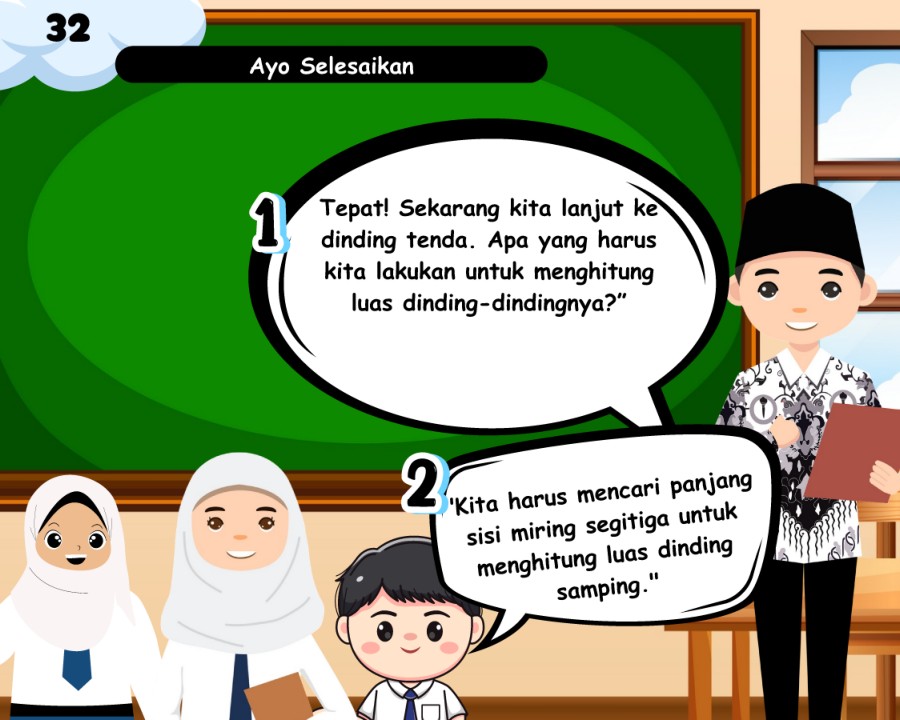 32
Ayo Selesaikan
1
Tepat! Sekarang kita lanjut ke
dinding tenda. Apa yang harus
kita lakukan untuk menghitung
luas dinding-dindingnya?”
2
"Kita harus mencari panjang
sisi miring segitiga untuk
menghitung luas dinding
samping."